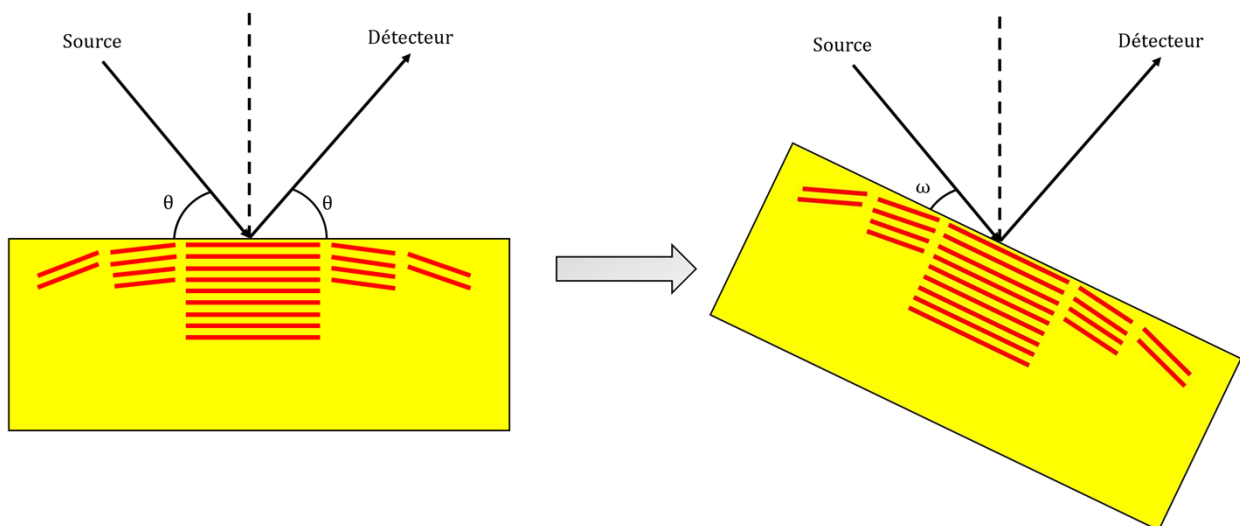 Source
Détecteur
θ
θ
Source
Détecteur
ω